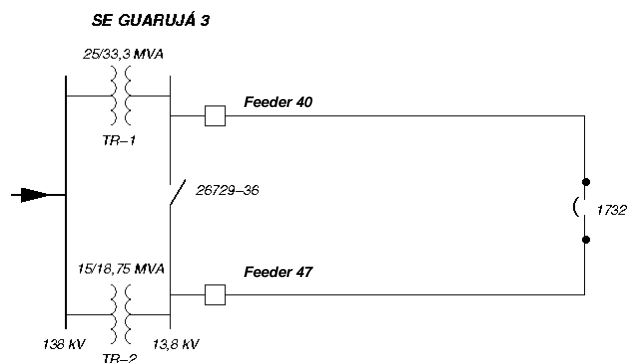 SE GUARUJÁ 3
25/33,3 MVA
Feeder 40
TR–1
26729–36
1732
15/18,75 MVA
Feeder 47
138 kV
13,8 kV
TR–2